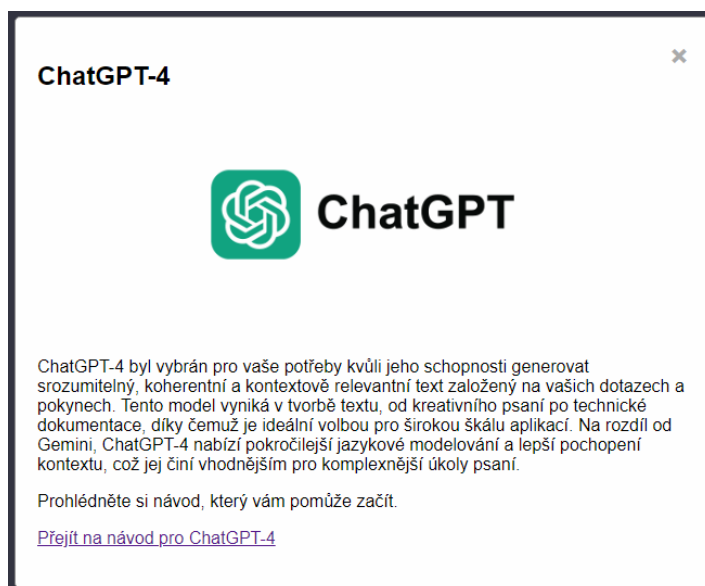 ×
ChatGPT-4
ChatGPT
ChatGPT-4 byl vybrán pro vaše potřeby kvůli jeho schopnosti generovat
srozumitelný, koherentní a kontextově relevantní text založený na vašich dotazech a
pokynech. Tento model vyniká v tvorbě textu, od kreativního psaní po technické
dokumentace, díky čemuž je ideální volbou pro širokou škálu aplikací. Na rozdíl od
Gemini, ChatGPT-4 nabízí pokročilejší jazykové modelování a lepší pochopení
kontextu, což jej činí vhodnějším pro komplexnější úkoly psaní.
Prohlédněte si návod, který vám pomůže začít.
Přejít na návod pro ChatGPT-4